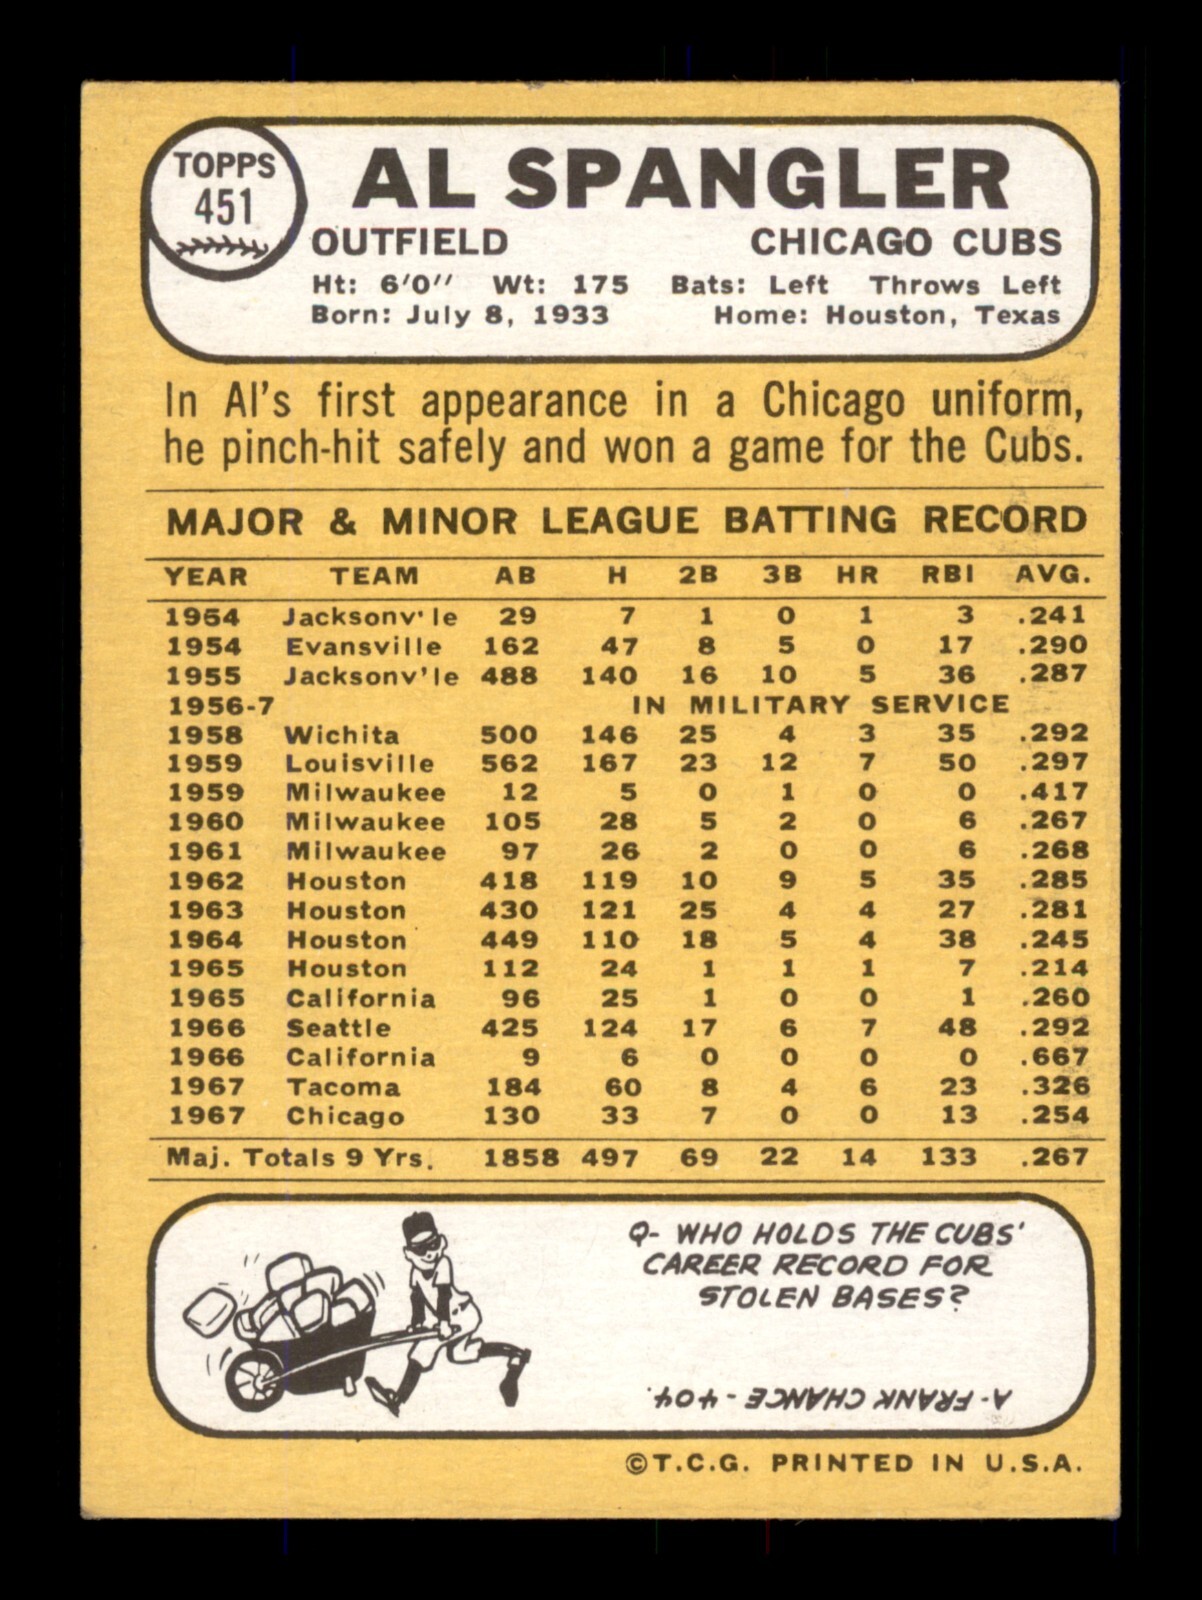 TOPPS
451
AL SPANGLER
OUTFIELD CHICAGO CUBS
Ht: 6'0" Wt: 175 Bats: Left Throws Left
Born: July 8, 1933 Home: Houston, Texas
In Al's first appearance in a Chicago uniform,
he pinch-hit safely and won a game for the Cubs.
MAJOR & MINOR LEAGUE BATTING RECORD
YEAR TEAM AB H 2B 3B HR RBI AVG.
1954 Jacksonv'le 29 7 1 0 1 3 .241
1954 Evansville 162 47 8 5 0 17 .290
1955 Jacksonv'le 488 140 16 10 5 36 .287
1956-7 IN MILITARY SERVICE
1958 Wichita 500 146 25 4 3 35 .292
1959 Louisville 562 167 23 12 7 50 .297
1959 Milwaukee 12 5 0 1 0 0 .417
1960 Milwaukee 105 28 5 2 0 6 .267
1961 Milwaukee 97 26 2 0 0 6 .268
1962 Houston 418 119 10 9 5 35 .285
1963 Houston 430 121 25 4 4 27 .281
1964 Houston 449 110 18 5 4 38 .245
1965 Houston 112 24 1 1 1 7 .214
1965 California 96 25 1 0 0 1 .260
1966 Seattle 425 124 17 6 7 48 .292
1966 California 9 6 0 0 0 0 .667
1967 Tacoma 184 60 8 4 6 23 .326
1967 Chicago 130 33 7 0 0 13 .254
Maj. Totals 9 Yrs. 1858 497 69 22 14 133 .267
Q- WHO HOLDS THE CUBS'
CAREER RECORD FOR
STOLEN BASES?
A- FRANK CHANCE - 404.
©T.C.G. PRINTED IN U.S.A.